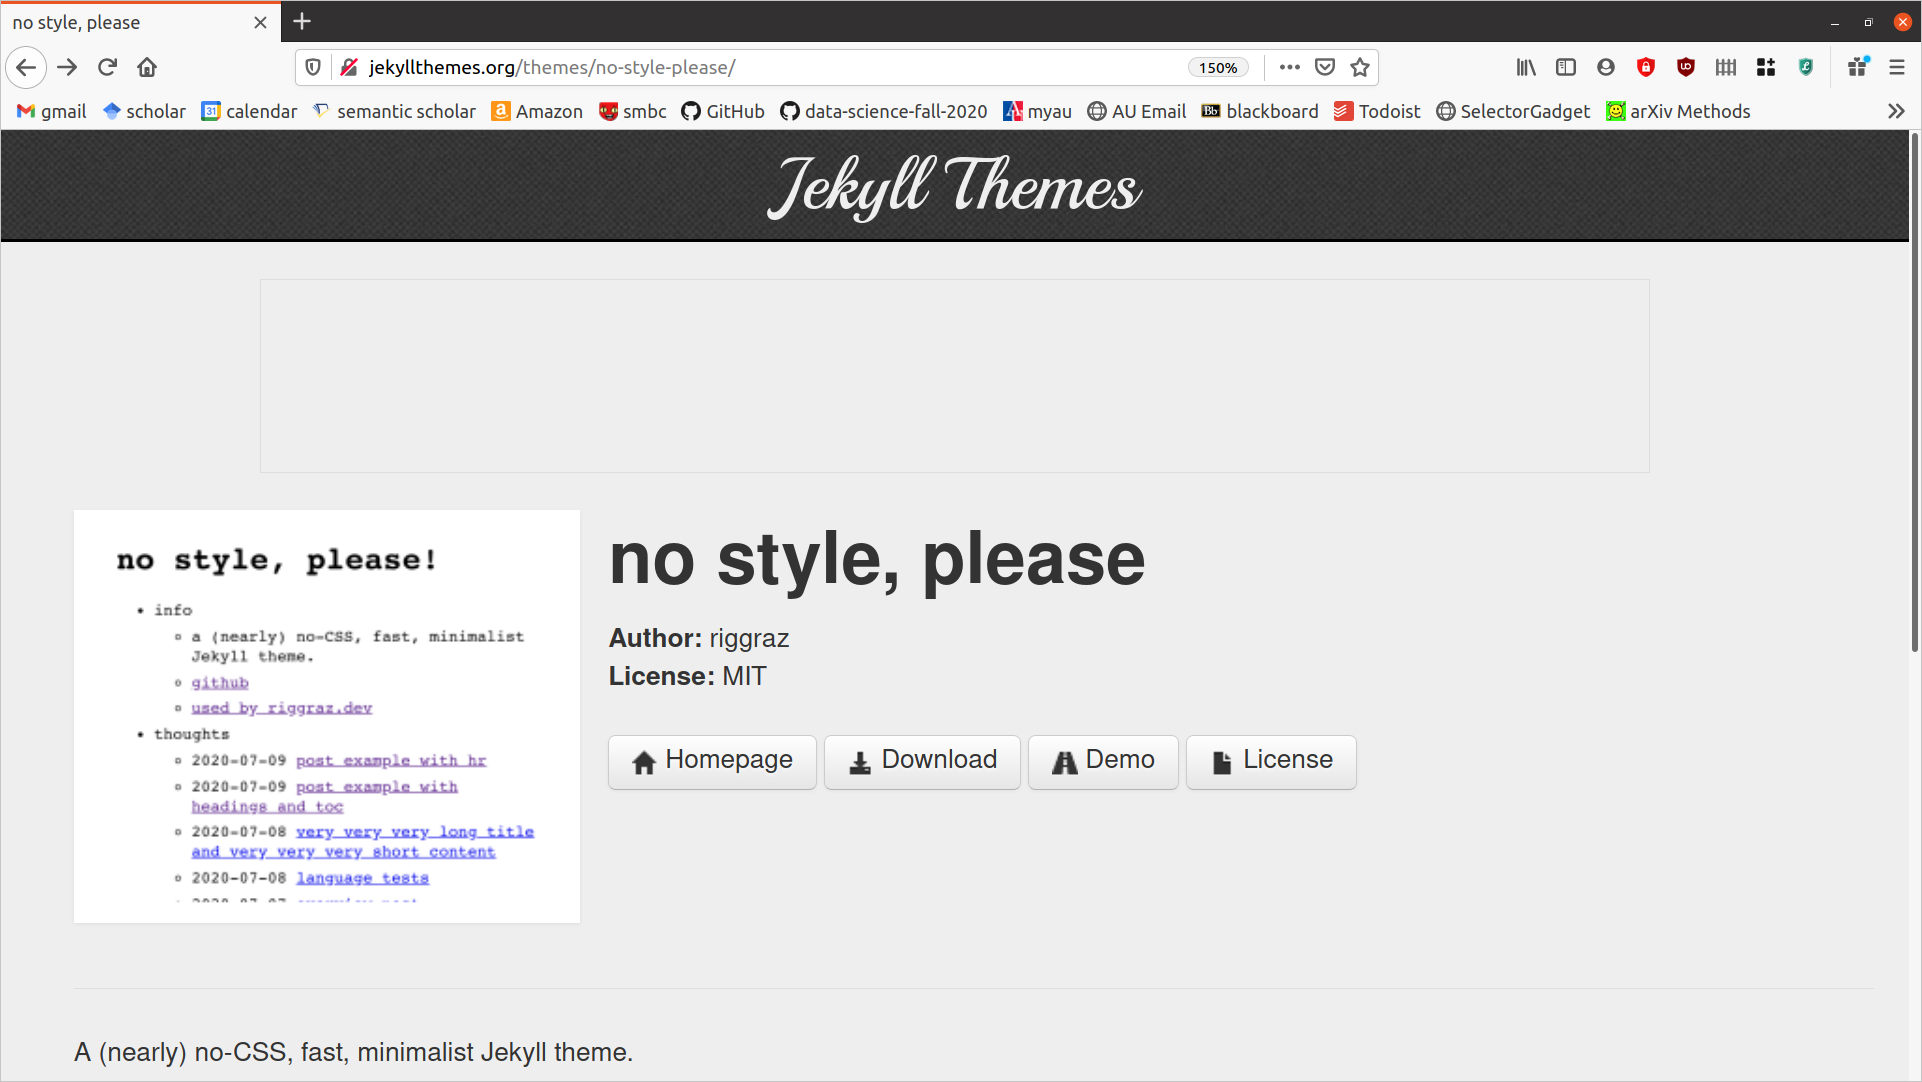 no style, please
jekyllthemes.org/themes/no-style-please/
150%
gmail scholar calendar semantic scholar Amazon smbc GitHub data-science-fall-2020 myau AU Email blackboard Todoist SelectorGadget arXiv Methods
Jekyll Themes
no style, please!
• info
a (nearly) no-CSS, fast, minimalist
Jekyll theme.
github
used by riggraz.dev
• thoughts
2020-07-09 post example with hr
2020-07-09 post example with
headings and toc
2020-07-08 very very very long title
and very very very short content
2020-07-08 language tests
no style, please
Author: riggraz
License: MIT
Homepage Download Demo License
A (nearly) no-CSS, fast, minimalist Jekyll theme.